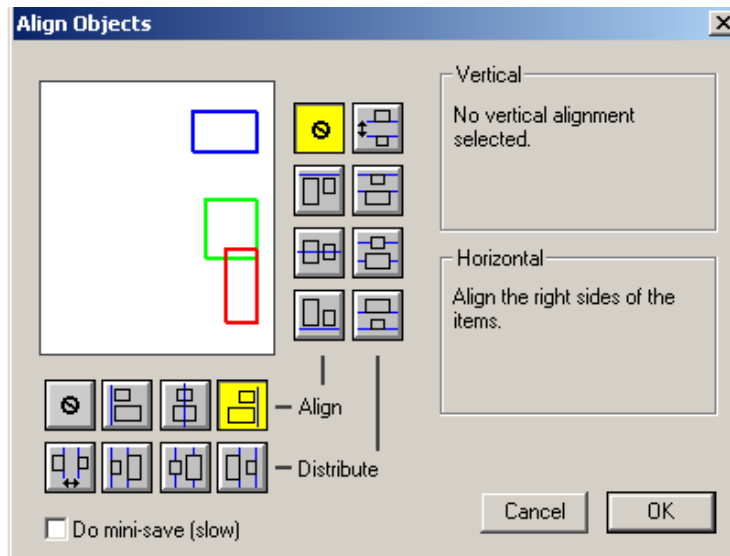 Align Objects
Vertical
No vertical alignment
selected.
Horizontal
Align the right sides of the
items.
Align
Distribute
Do mini-save (slow)
Cancel
OK